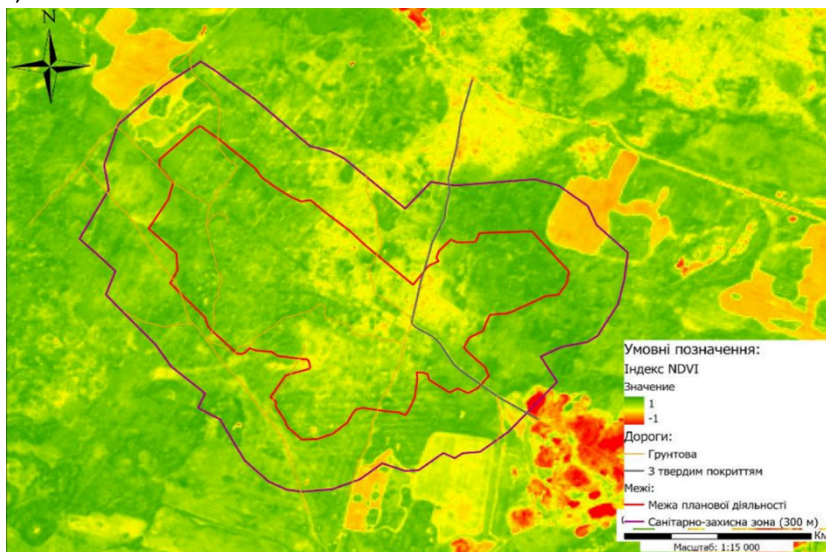 N
Умовні позначення:
Індекс NDVI
Значение
1
-1
Дороги:
Грунтова
З твердим покриттям
Межі:
Межа планової діяльності
Санітарно-захисна зона (300 м)
Км
Масштаб: 1:15 000